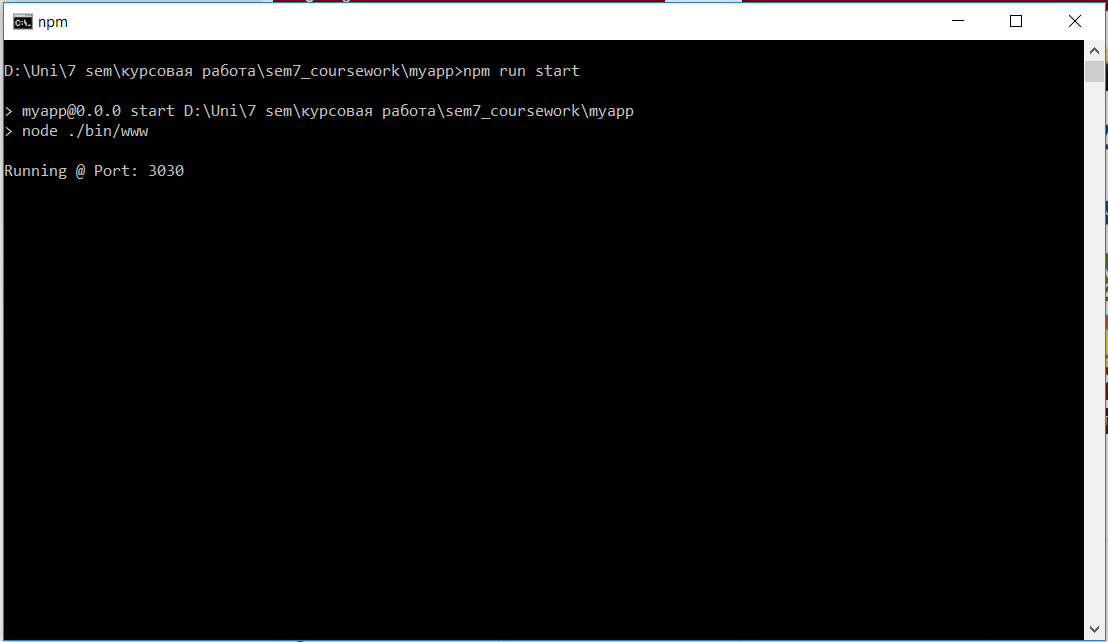 npm
D:\Uni\7 sem\курсовая работа\sem7_coursework\myapp>npm run start
> myapp@0.0.0 start D:\Uni\7 sem\курсовая работа\sem7_coursework\myapp
> node ./bin/www
Running @ Port: 3030